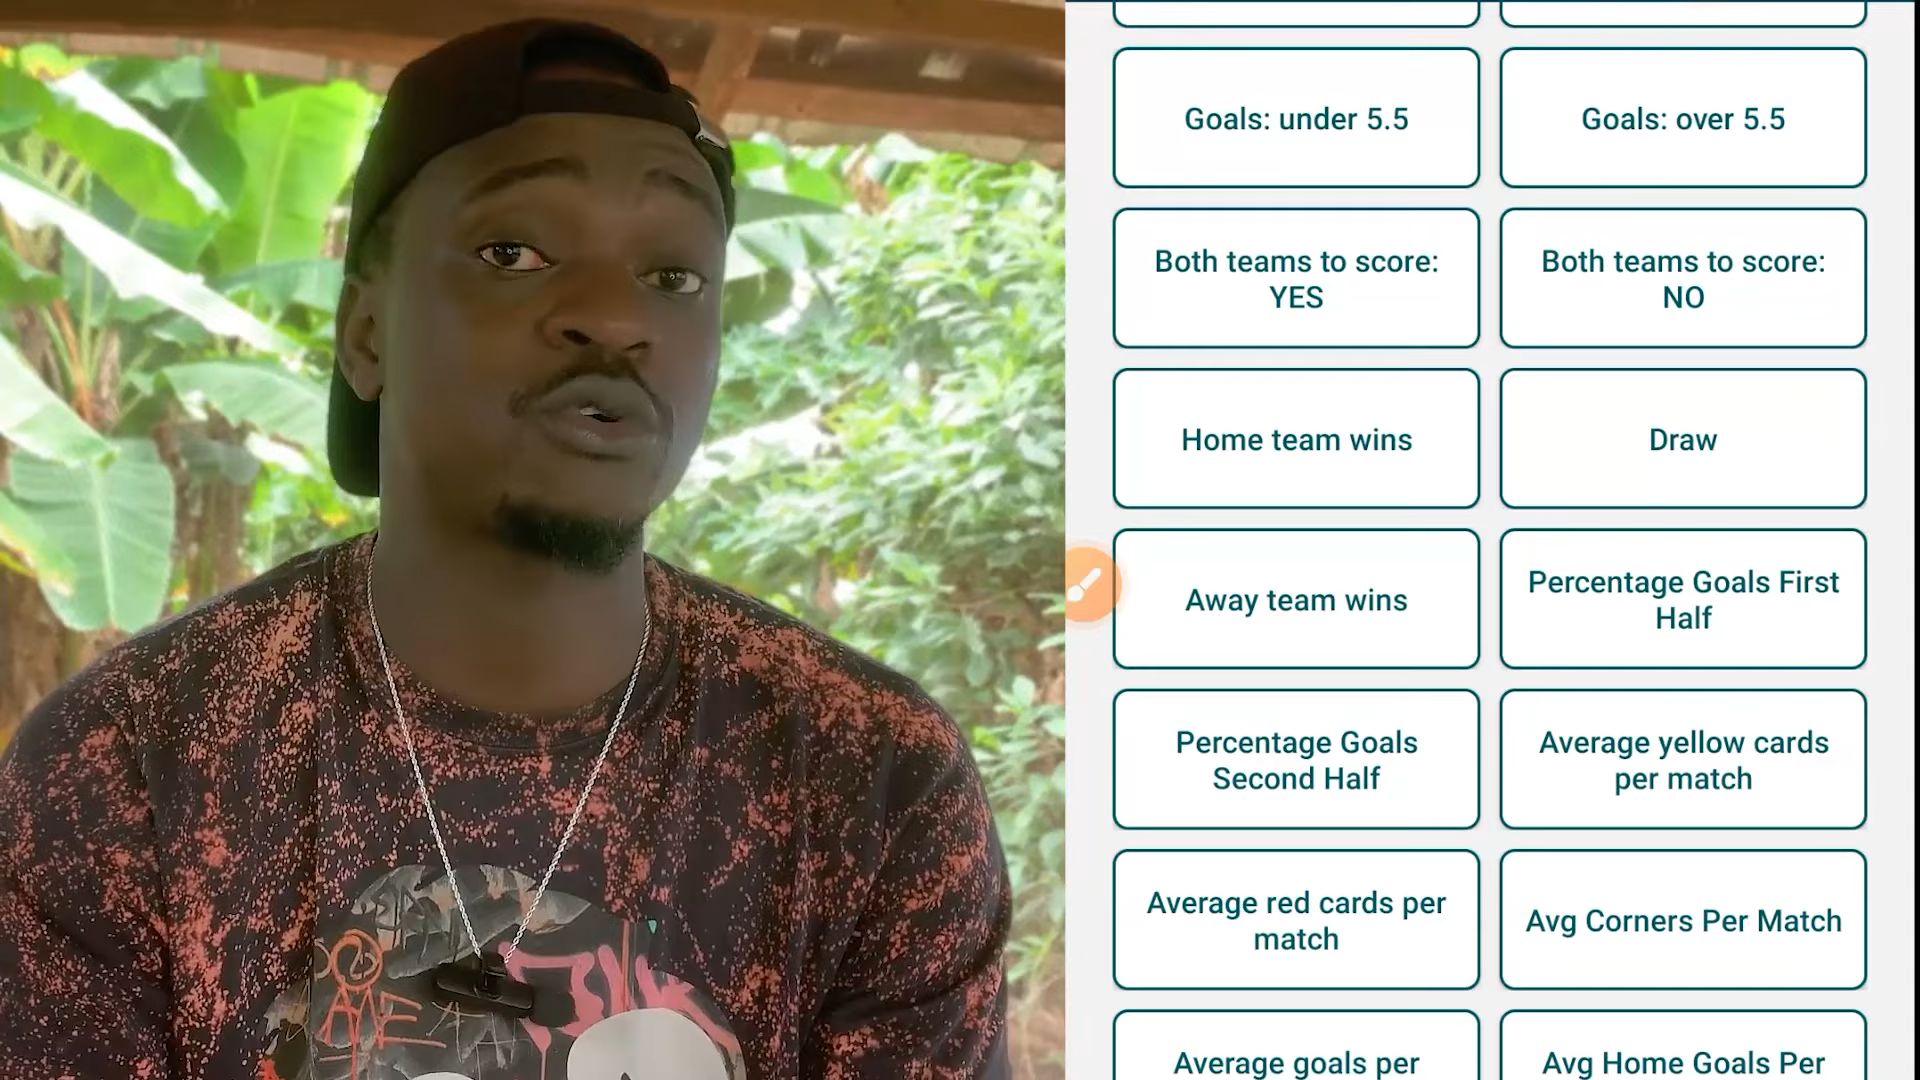 Goals: under 5.5
Goals: over 5.5
Both teams to score:
YES
Both teams to score:
NO
Home team wins
Draw
Away team wins
Percentage Goals First
Half
Percentage Goals
Second Half
Average yellow cards
per match
Average red cards per
match
Avg Corners Per Match
Average goals per
Avg Home Goals Per